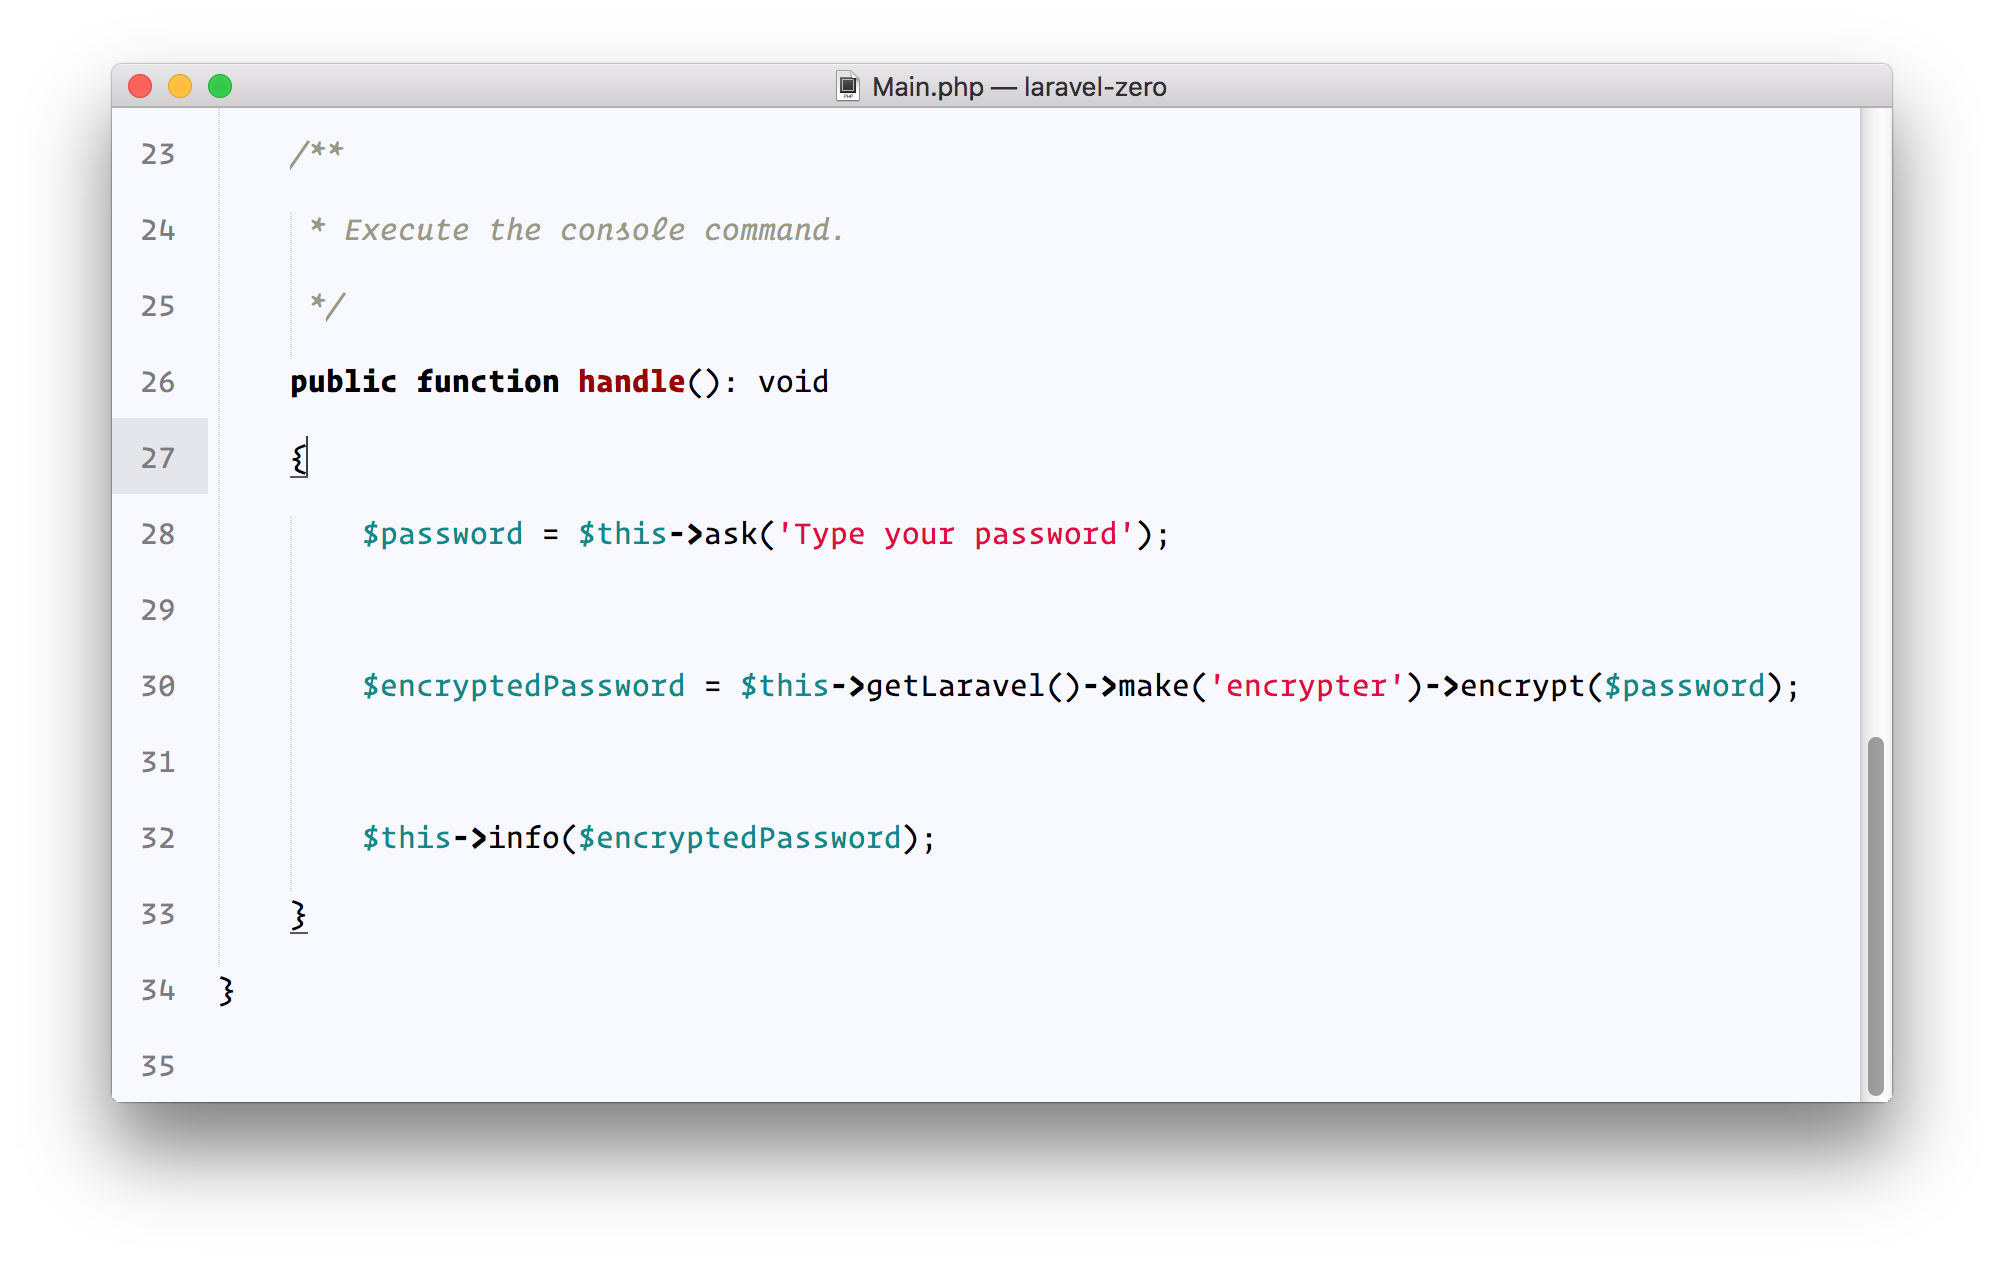 Main.php — laravel-zero
23 /**
24 * Execute the console command.
25 */
26 public function handle(): void
27 {
28 $password = $this->ask('Type your password');
29
30 $encryptedPassword = $this->getLaravel()->make('encrypter')->encrypt($password);
31
32 $this->info($encryptedPassword);
33 }
34 }
35